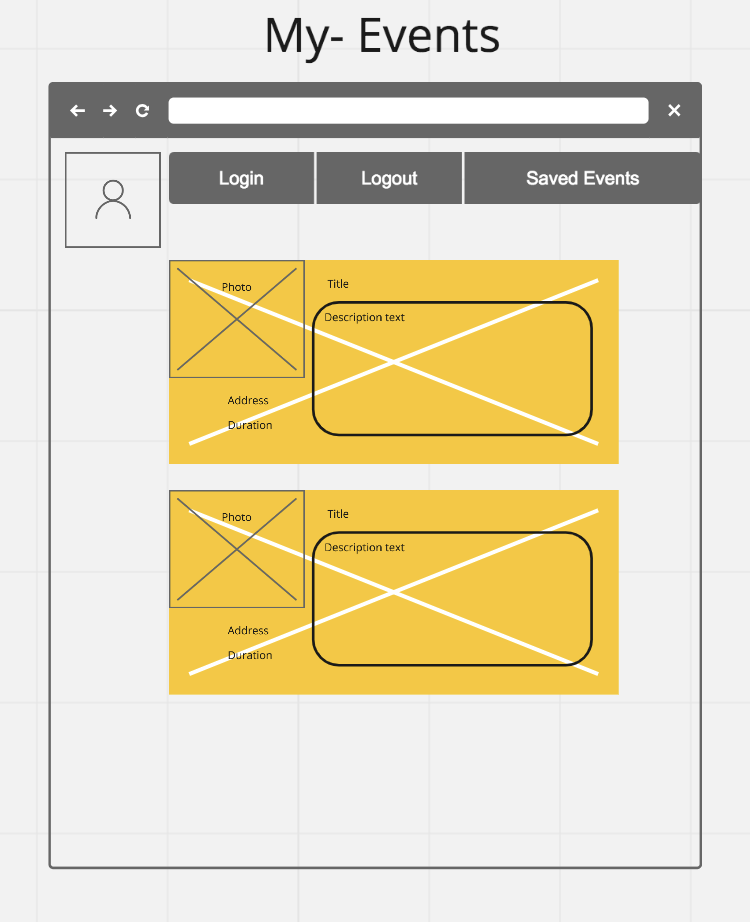 My- Events
Login
Logout
Saved Events
Photo
Title
Description text
Address
Duration
Photo
Title
Description text
Address
Duration